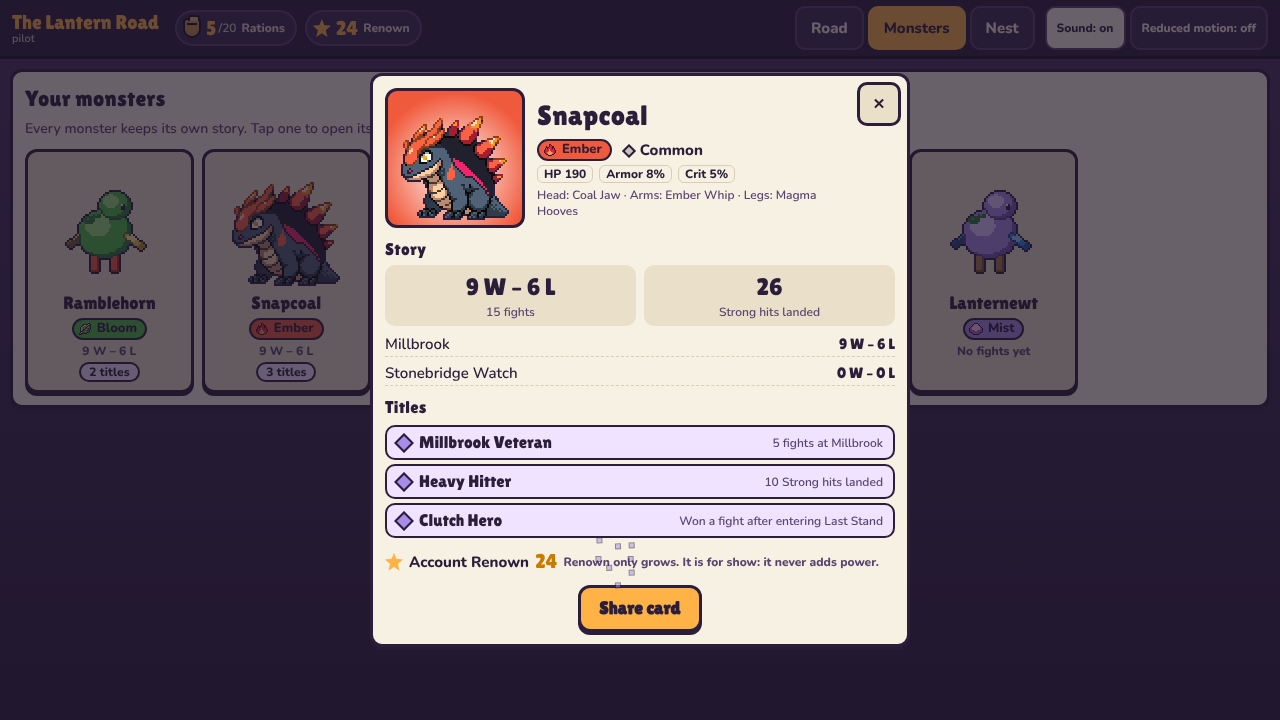 The Lantern Road
pilot
5/20 Rations
24 Renown
Road
Monsters
Nest
Sound: on
Reduced motion: off
Your monsters
Every monster keeps its own story. Tap one to open its
Ramblehorn
Bloom
9 W – 6 L
2 titles
Snapcoal
Ember
9 W – 6 L
3 titles
Lanternewt
Mist
No fights yet
×
Snapcoal
Ember
Common
HP 190
Armor 8%
Crit 5%
Head: Coal Jaw · Arms: Ember Whip · Legs: Magma
Hooves
Story
9 W – 6 L
15 fights
26
Strong hits landed
Millbrook
9 W – 6 L
Stonebridge Watch
0 W – 0 L
Titles
Millbrook Veteran
5 fights at Millbrook
Heavy Hitter
10 Strong hits landed
Clutch Hero
Won a fight after entering Last Stand
Account Renown 24 Renown only grows. It is for show: it never adds power.
Share card